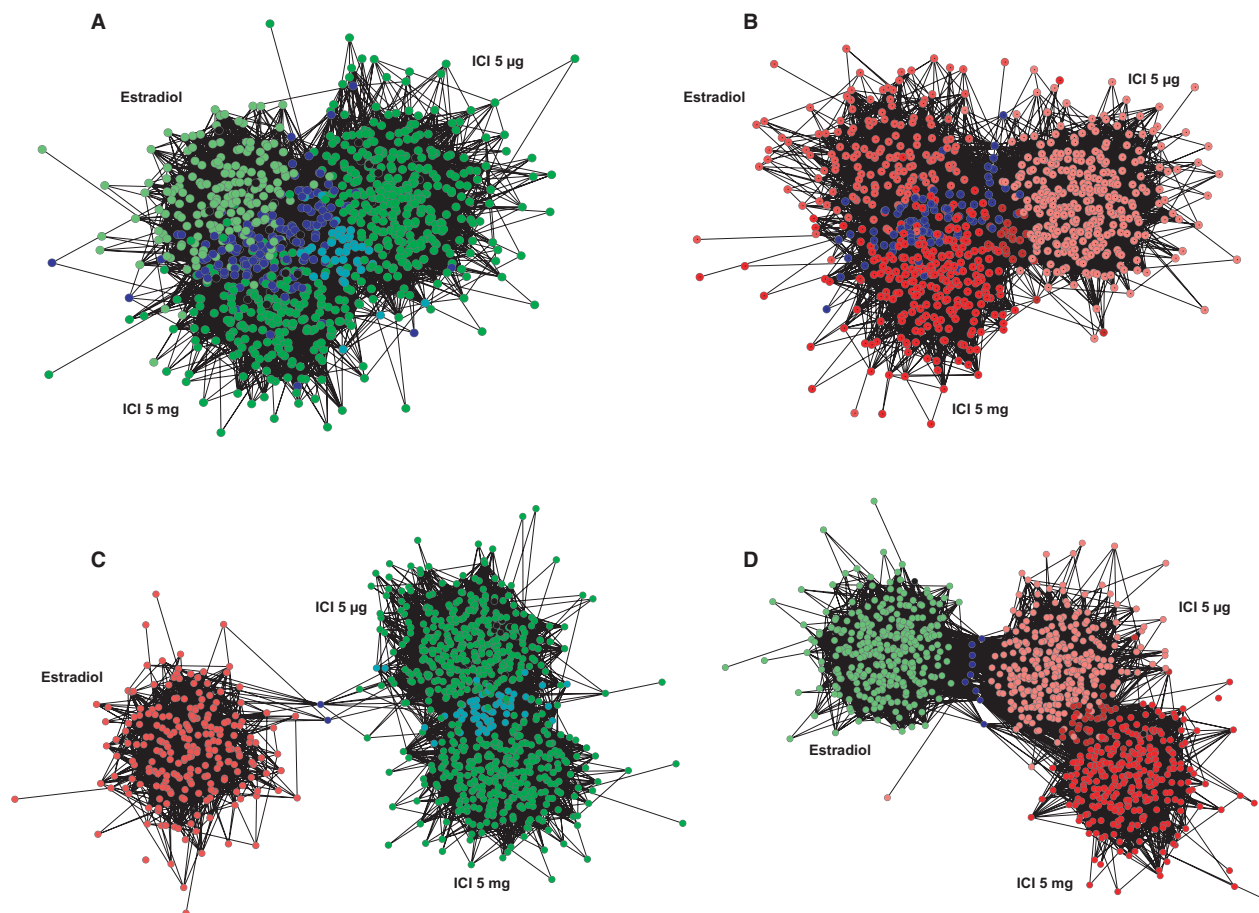 A
ICI 5 µg
Estradiol
ICI 5 mg
B
ICI 5 µg
Estradiol
ICI 5 mg
C
ICI 5 µg
Estradiol
ICI 5 mg
D
ICI 5 µg
Estradiol
ICI 5 mg